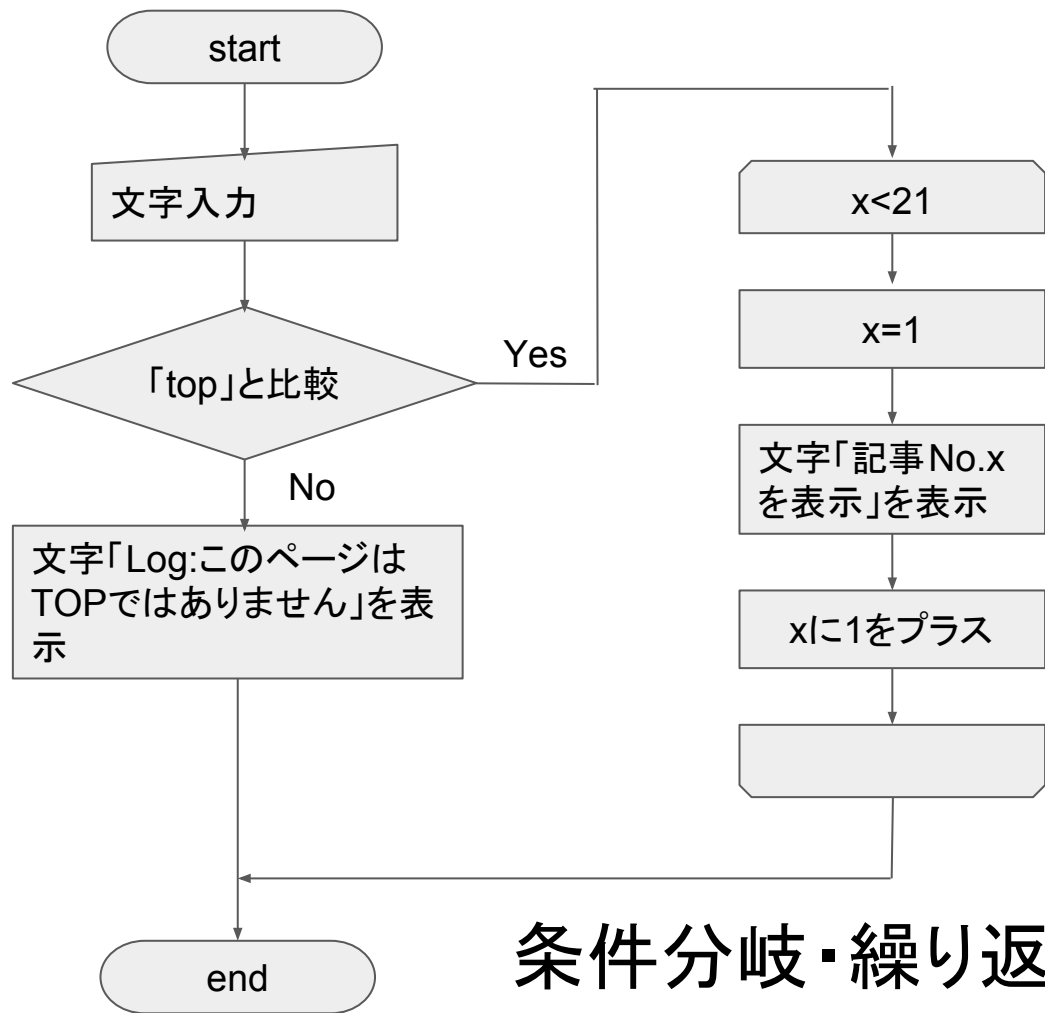 start
文字入力
「top」と比較
Yes
No
文字「Log:このページは
TOPではありません」を表
示
end
x<21
x=1
文字「記事No.x
を表示」を表示
xに1をプラス
条件分岐・繰り返